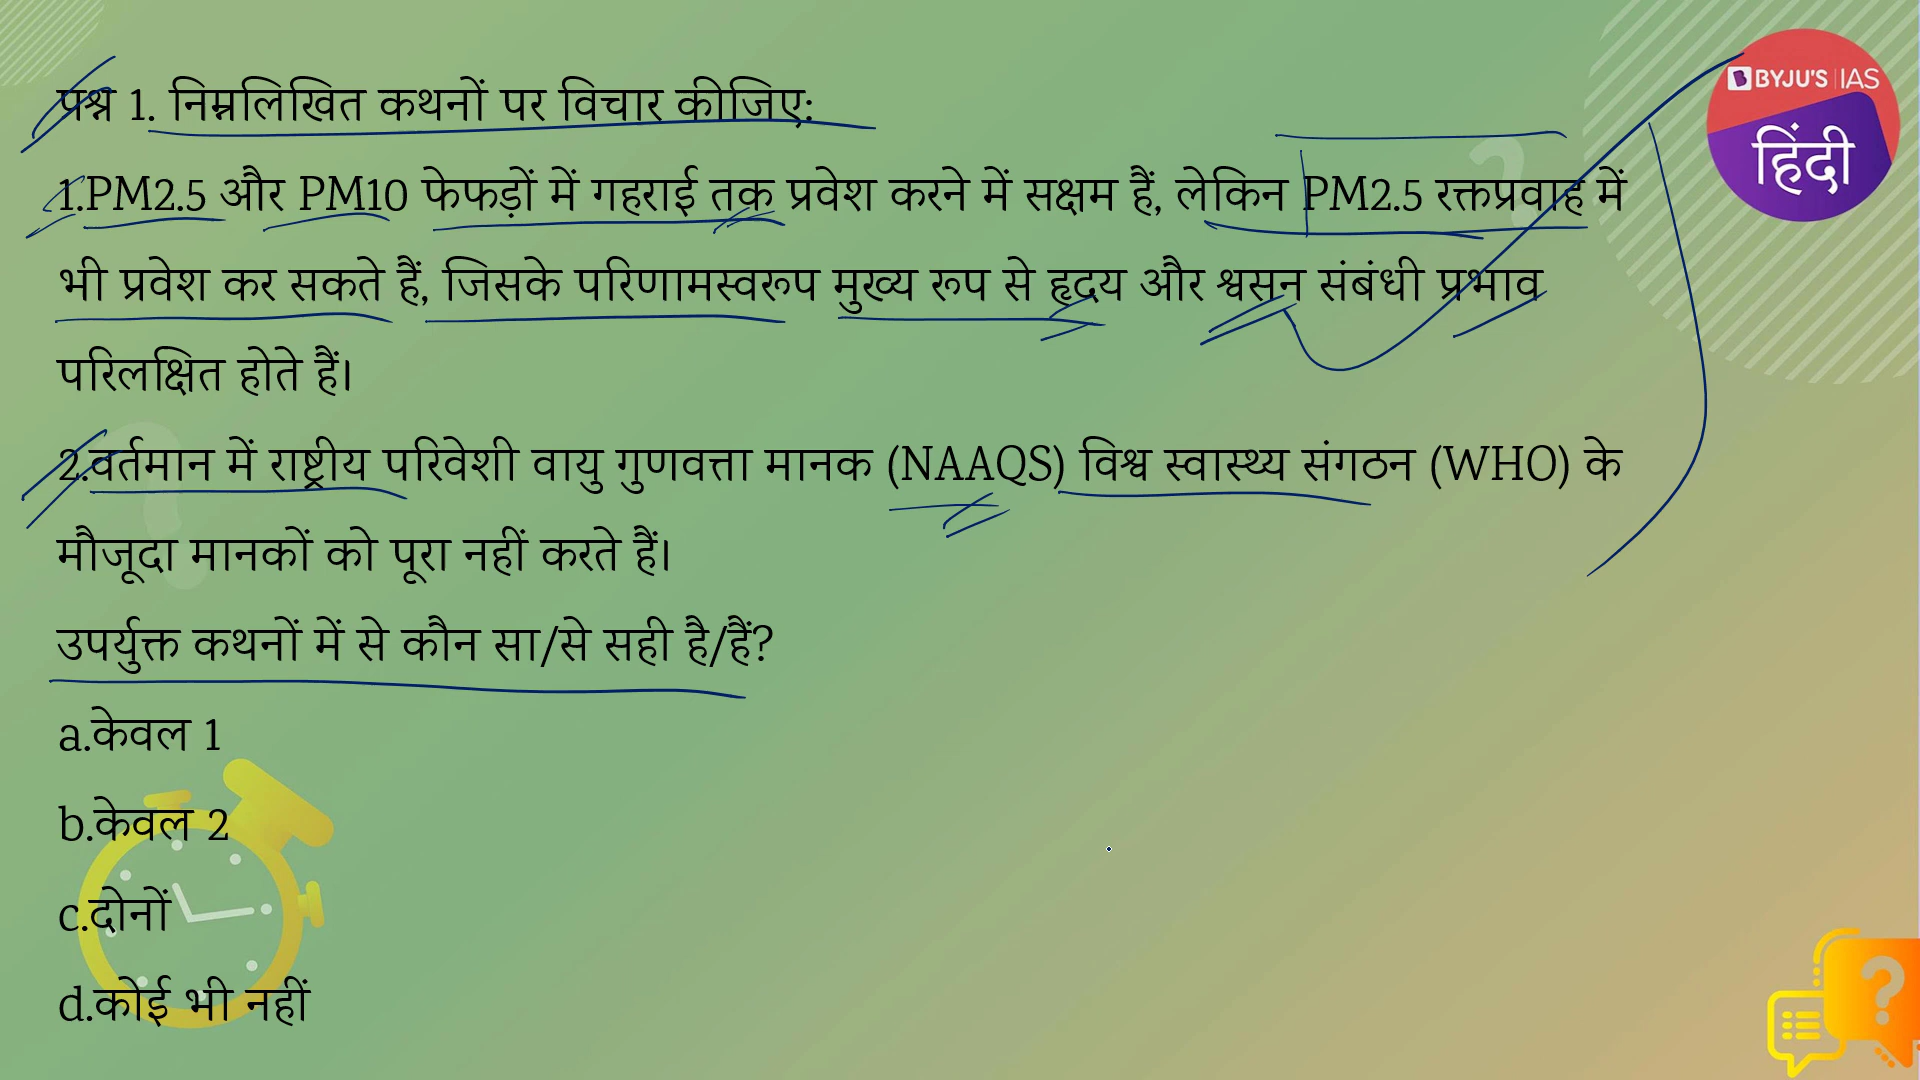 प्रश्न 1. निम्नलिखित कथनों पर विचार कीजिए:
1.PM2.5 और PM10 फेफड़ों में गहराई तक प्रवेश करने में सक्षम हैं, लेकिन PM2.5 रक्तप्रवाह में
भी प्रवेश कर सकते हैं, जिसके परिणामस्वरूप मुख्य रूप से हृदय और श्वसन संबंधी प्रभाव
परिलक्षित होते हैं।
2.वर्तमान में राष्ट्रीय परिवेशी वायु गुणवत्ता मानक (NAAQS) विश्व स्वास्थ्य संगठन (WHO) के
मौजूदा मानकों को पूरा नहीं करते हैं।
उपर्युक्त कथनों में से कौन सा/से सही है/हैं?
a.केवल 1
b.केवल 2
c.दोनों
d.कोई भी नहीं
BYJU'S IAS
हिंदी